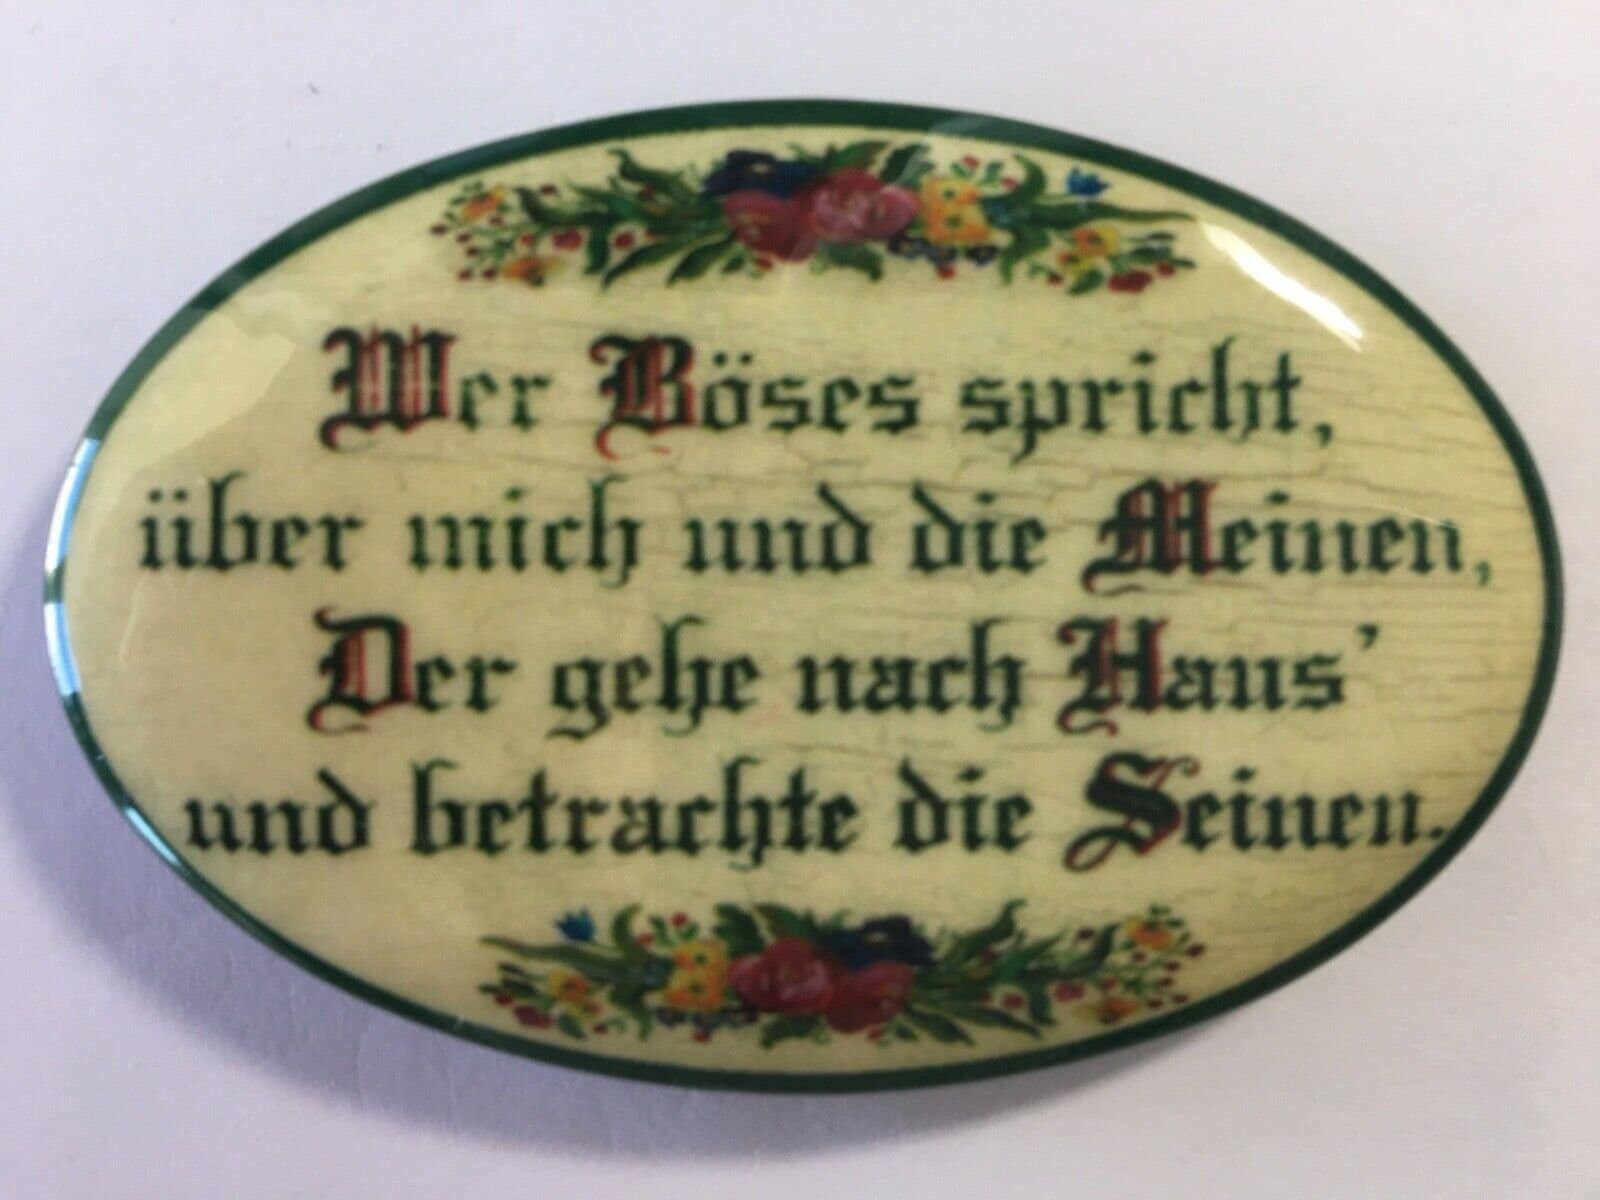 Wer Böses spricht,
über mich und die Meinen,
Der gehe nach Haus'
und betrachte die Seinen.